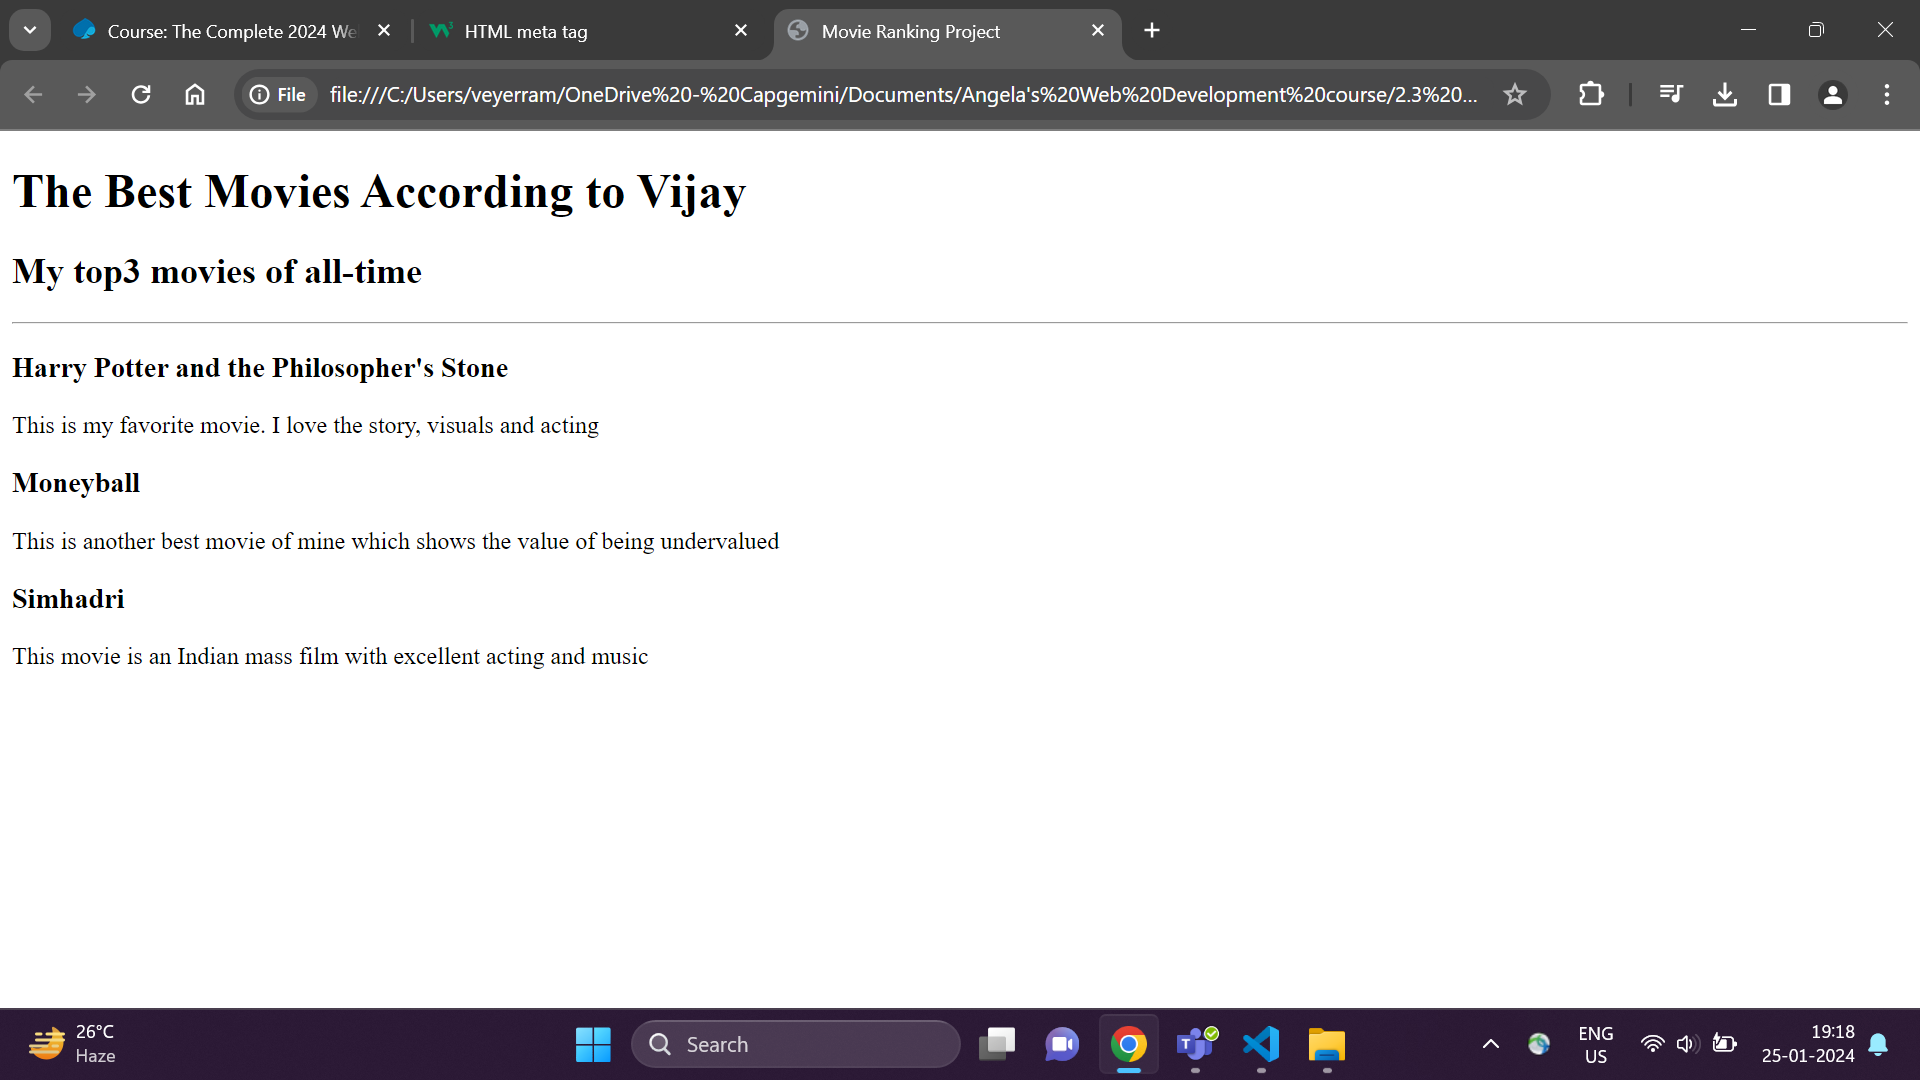 Course: The Complete 2024 We
HTML meta tag
Movie Ranking Project
File
file:///C:/Users/veyerram/OneDrive%20-%20Capgemini/Documents/Angela's%20Web%20Development%20course/2.3%20...
The Best Movies According to Vijay
My top3 movies of all-time
Harry Potter and the Philosopher's Stone
This is my favorite movie. I love the story, visuals and acting
Moneyball
This is another best movie of mine which shows the value of being undervalued
Simhadri
This movie is an Indian mass film with excellent acting and music
26°C
Haze
Search
ENG
US
19:18
25-01-2024